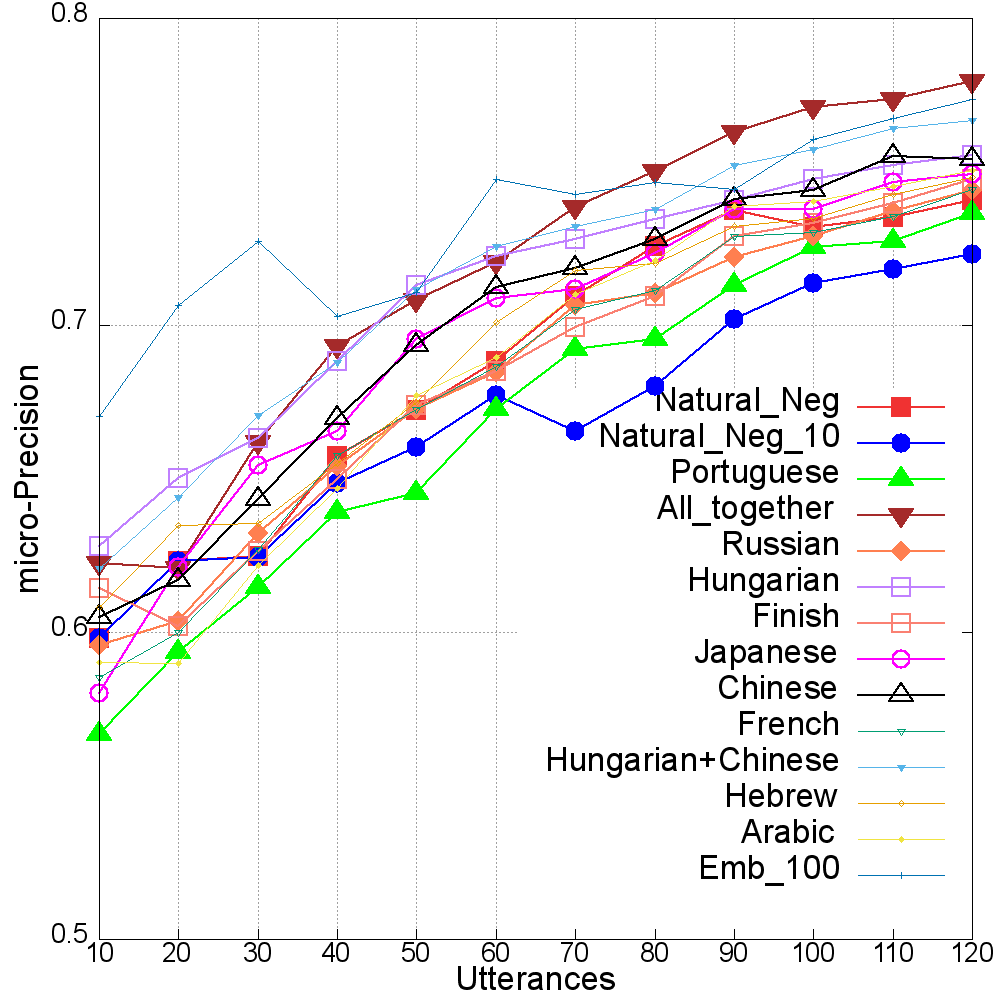 0.8
0.7
0.6
0.5
micro-Precision
Natural_Neg
Natural_Neg_10
Portuguese
All_together
Russian
Hungarian
Finish
Japanese
Chinese
French
Hungarian+Chinese
Hebrew
Arabic
Emb_100
10 20 30 40 50 60 70 80 90 100 110 120
Utterances